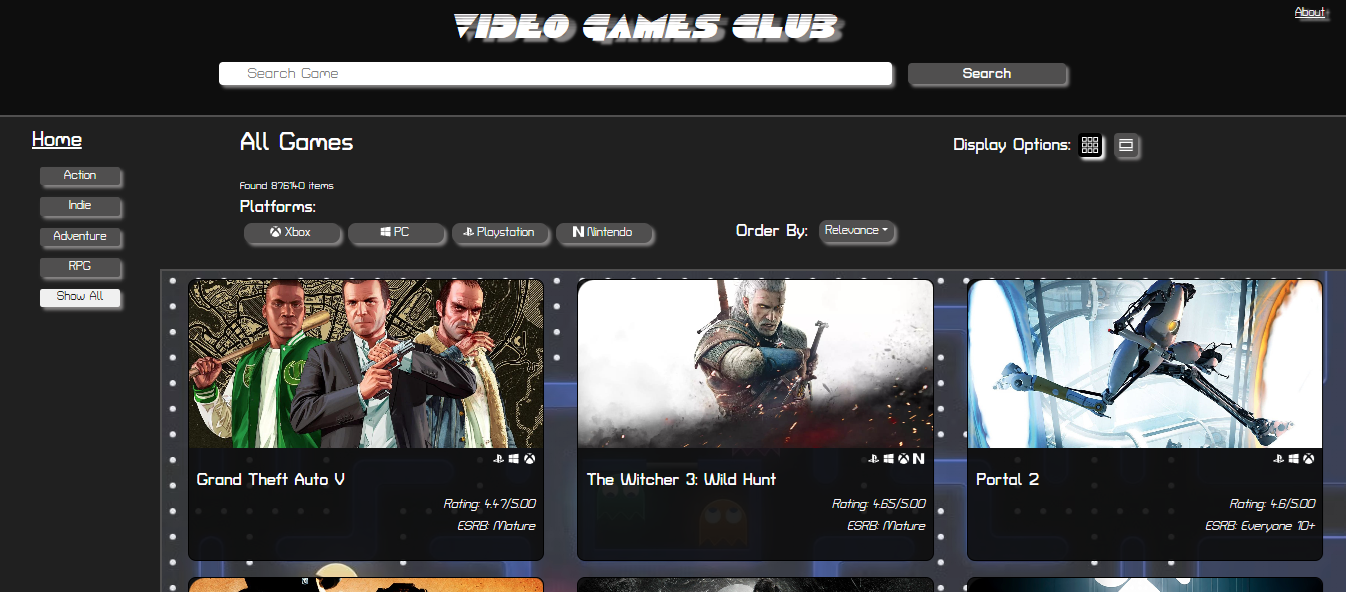 VIDEO GAMES CLUB
About
Search Game
Search
Home
All Games
Display Options:
Action
Found 876140 items
Indie
Platforms:
Xbox PC Playstation Nintendo
Order By: Relevance
Adventure
RPG
Show All
Grand Theft Auto V
Rating: 4.47/5.00
ESRB: Mature
The Witcher 3: Wild Hunt
Rating: 4.65/5.00
ESRB: Mature
Portal 2
Rating: 4.6/5.00
ESRB: Everyone 10+